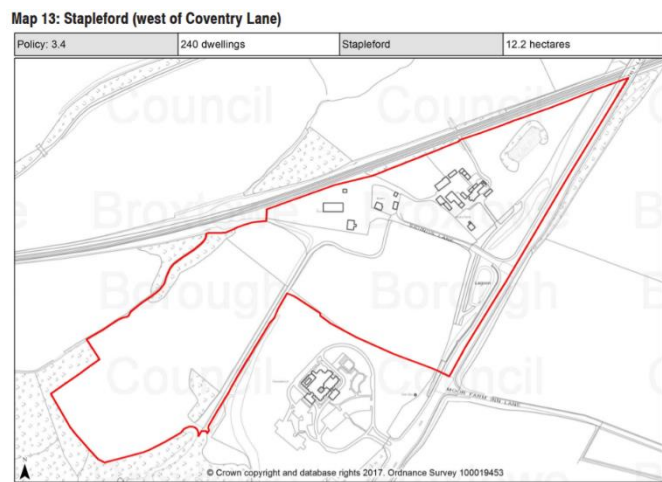 Map 13: Stapleford (west of Coventry Lane)
Policy: 3.4 240 dwellings Stapleford 12.2 hectares
Council Council
Broxtowe Broxtowe
Borough Borough
Lagoon
Council Council
MOOR FARM INN LANE
N
© Crown copyright and database rights 2017. Ordnance Survey 100019453